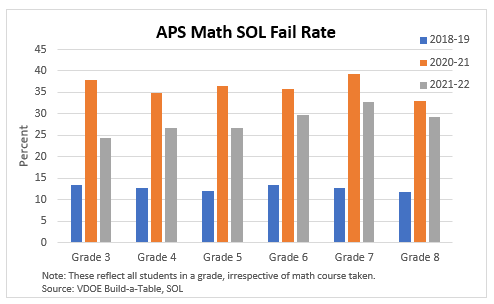 APS Math SOL Fail Rate
2018-19
2020-21
2021-22
45
40
35
30
25
20
15
10
5
0
Percent
Grade 3 Grade 4 Grade 5 Grade 6 Grade 7 Grade 8
Note: These reflect all students in a grade, irrespective of math course taken.
Source: VDOE Build-a-Table, SOL